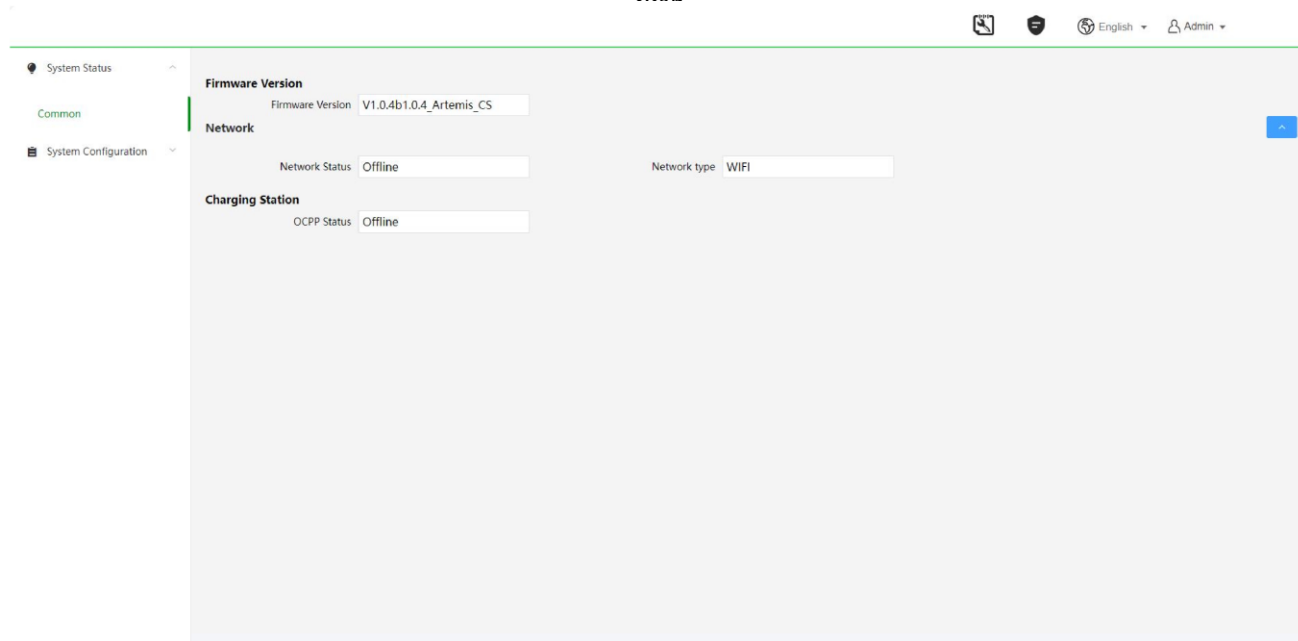 English
Admin
System Status
Common
System Configuration
Firmware Version
Firmware Version V1.0.4b1.0.4_Artemis_CS
Network
Network Status Offline
Network type WIFI
Charging Station
OCPP Status Offline